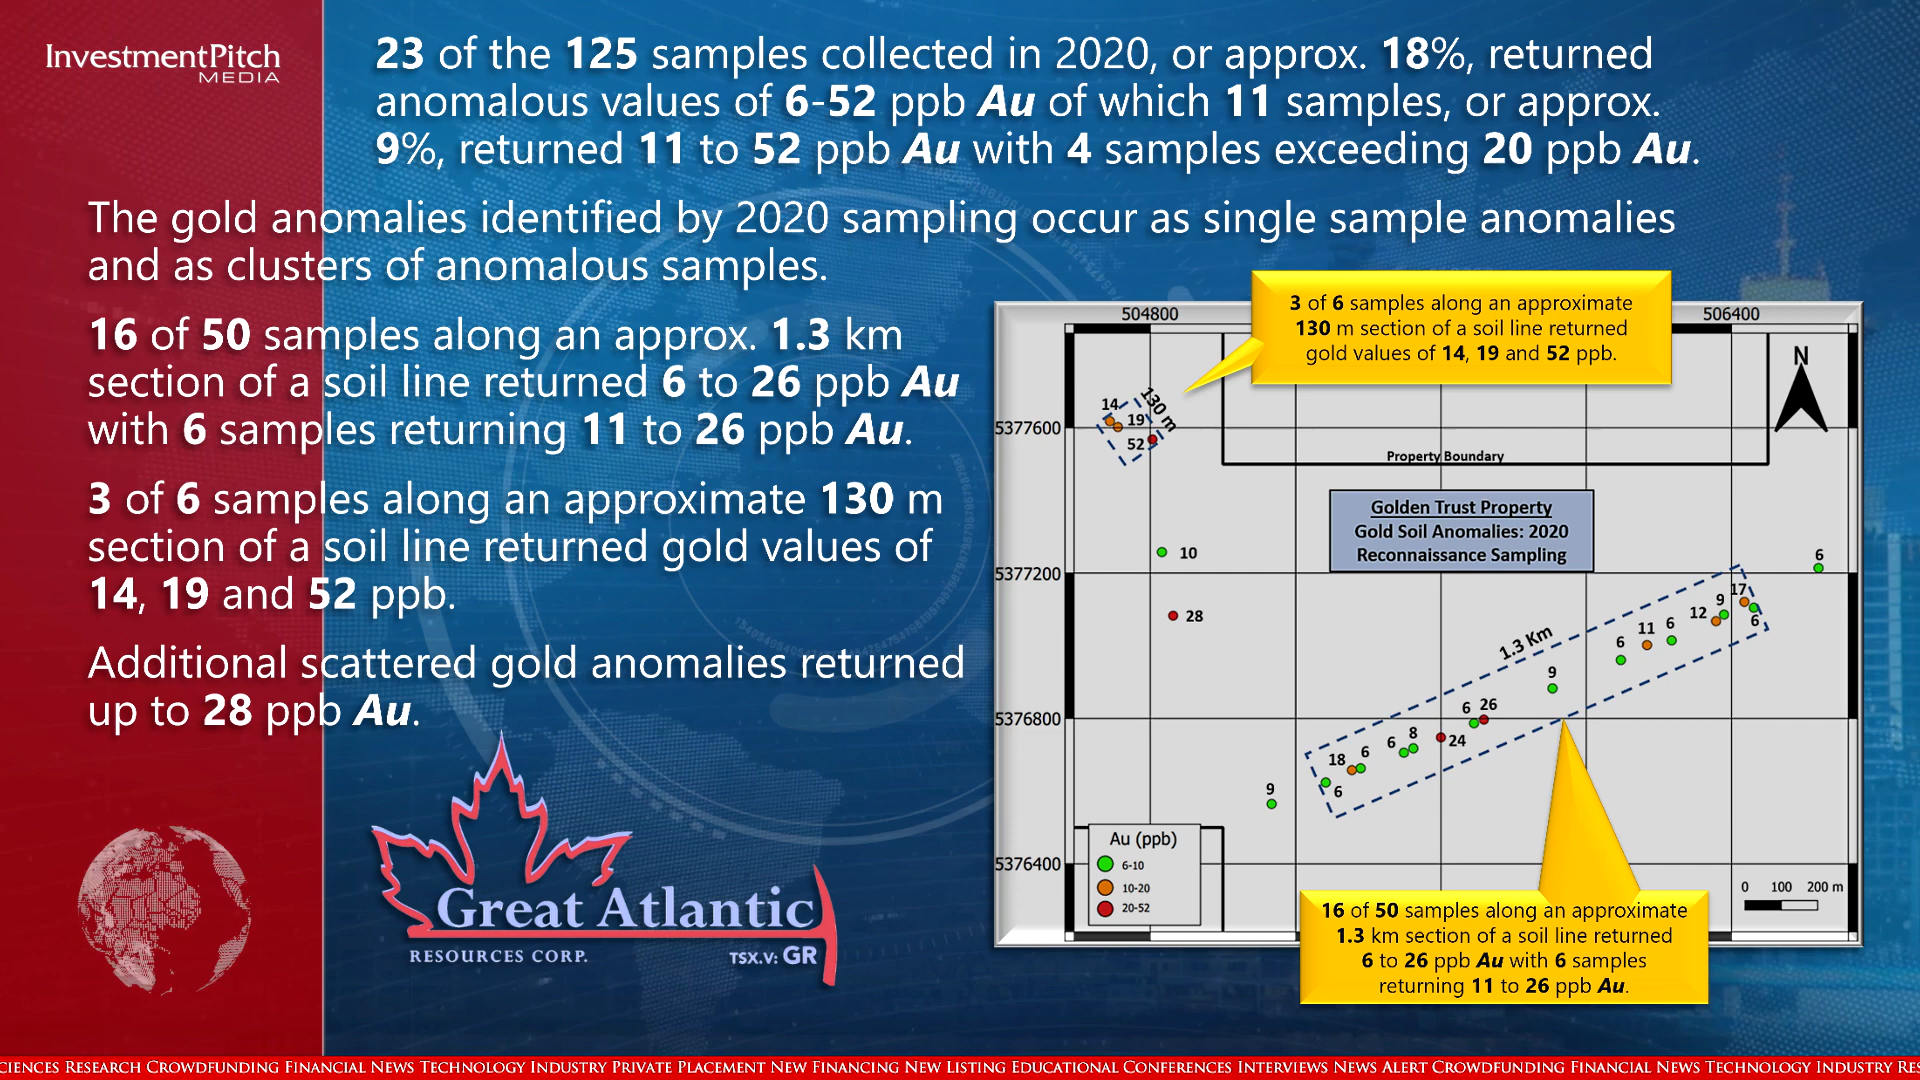 InvestmentPitch
MEDIA
23 of the 125 samples collected in 2020, or approx. 18%, returned
anomalous values of 6-52 ppb Au of which 11 samples, or approx.
9%, returned 11 to 52 ppb Au with 4 samples exceeding 20 ppb Au.
The gold anomalies identified by 2020 sampling occur as single sample anomalies
and as clusters of anomalous samples.
16 of 50 samples along an approx. 1.3 km
section of a soil line returned 6 to 26 ppb Au
with 6 samples returning 11 to 26 ppb Au.
3 of 6 samples along an approximate 130 m
section of a soil line returned gold values of
14, 19 and 52 ppb.
Additional scattered gold anomalies returned
up to 28 ppb Au.
Great Atlantic
RESOURCES CORP.
TSX.V: GR
504800
506400
3 of 6 samples along an approximate
130 m section of a soil line returned
gold values of 14, 19 and 52 ppb.
N
130 m
14
19
52
5377600
Property Boundary
Golden Trust Property
Gold Soil Anomalies: 2020
Reconnaissance Sampling
10
28
5377200
6
17
9
12
6
6
11
6
1.3 Km
9
5376800
26
6
24
8
6
6
18
6
9
5376400
Au (ppb)
6-10
10-20
20-52
0 100 200 m
16 of 50 samples along an approximate
1.3 km section of a soil line returned
6 to 26 ppb Au with 6 samples
returning 11 to 26 ppb Au.
CIENCES RESEARCH CROWDFUNDING FINANCIAL NEWS TECHNOLOGY INDUSTRY PRIVATE PLACEMENT NEW FINANCING NEW LISTING EDUCATIONAL CONFERENCES INTERVIEWS NEWS ALERT CROWDFUNDING FINANCIAL NEWS TECHNOLOGY INDUSTRY RES